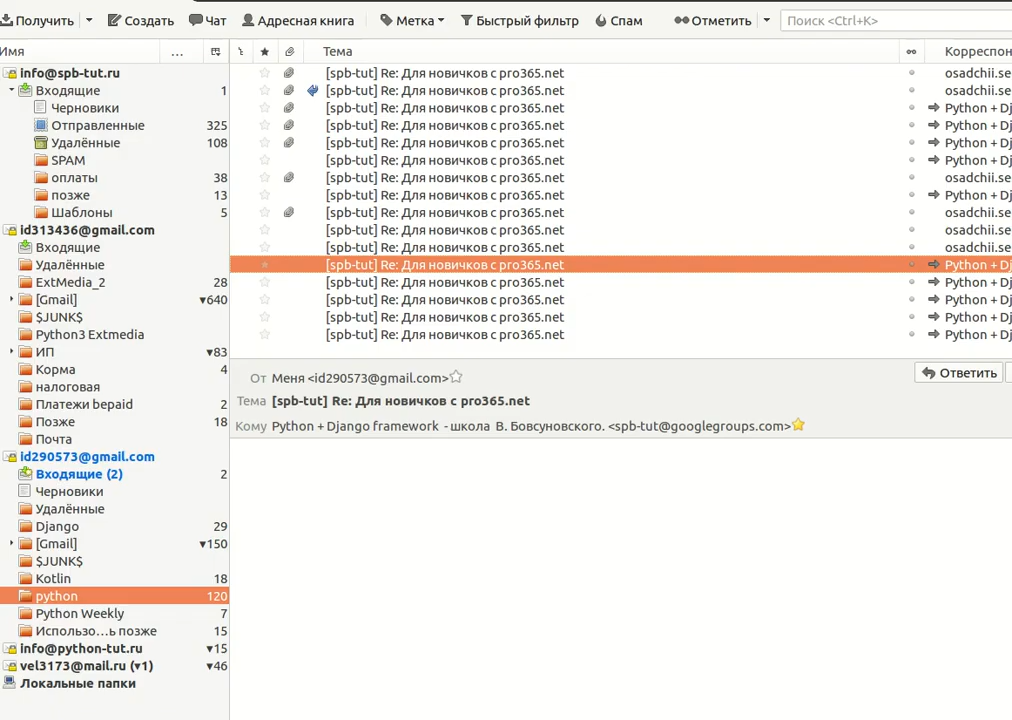 Получить Создать Чат Адресная книга Метка Быстрый фильтр Спам Отметить Поиск <Ctrl+K>
Имя ... Тема Корреспон
info@spb-tut.ru
Входящие 1
Черновики
Отправленные 325
Удалённые 108
SPAM
оплаты 38
позже 13
Шаблоны 5
id313436@gmail.com
Входящие
Удалённые
ExtMedia_2 28
[Gmail] ▾640
$JUNK$
Python3 Extmedia
ИП ▾83
Корма 4
налоговая
Платежи bepaid 2
Позже 18
Почта
id290573@gmail.com
Входящие (2) 2
Черновики
Удалённые
Django 29
[Gmail] ▾150
$JUNK$
Kotlin 18
python 120
Python Weekly 7
Использо...ь позже 15
info@python-tut.ru ▾15
vel3173@mail.ru (▾1) ▾46
Локальные папки
[spb-tut] Re: Для новичков с pro365.net osadchii.se
[spb-tut] Re: Для новичков с pro365.net osadchii.se
[spb-tut] Re: Для новичков с pro365.net Python + Dj
[spb-tut] Re: Для новичков с pro365.net Python + Dj
[spb-tut] Re: Для новичков с pro365.net Python + Dj
[spb-tut] Re: Для новичков с pro365.net Python + Dj
[spb-tut] Re: Для новичков с pro365.net osadchii.se
[spb-tut] Re: Для новичков с pro365.net Python + Dj
[spb-tut] Re: Для новичков с pro365.net osadchii.se
[spb-tut] Re: Для новичков с pro365.net osadchii.se
[spb-tut] Re: Для новичков с pro365.net osadchii.se
[spb-tut] Re: Для новичков с pro365.net Python + Dj
[spb-tut] Re: Для новичков с pro365.net Python + Dj
[spb-tut] Re: Для новичков с pro365.net Python + Dj
[spb-tut] Re: Для новичков с pro365.net Python + Dj
[spb-tut] Re: Для новичков с pro365.net Python + Dj
От Меня <id290573@gmail.com> Ответить
Тема [spb-tut] Re: Для новичков с pro365.net
Кому Python + Django framework - школа В. Бовсуновского. <spb-tut@googlegroups.com>